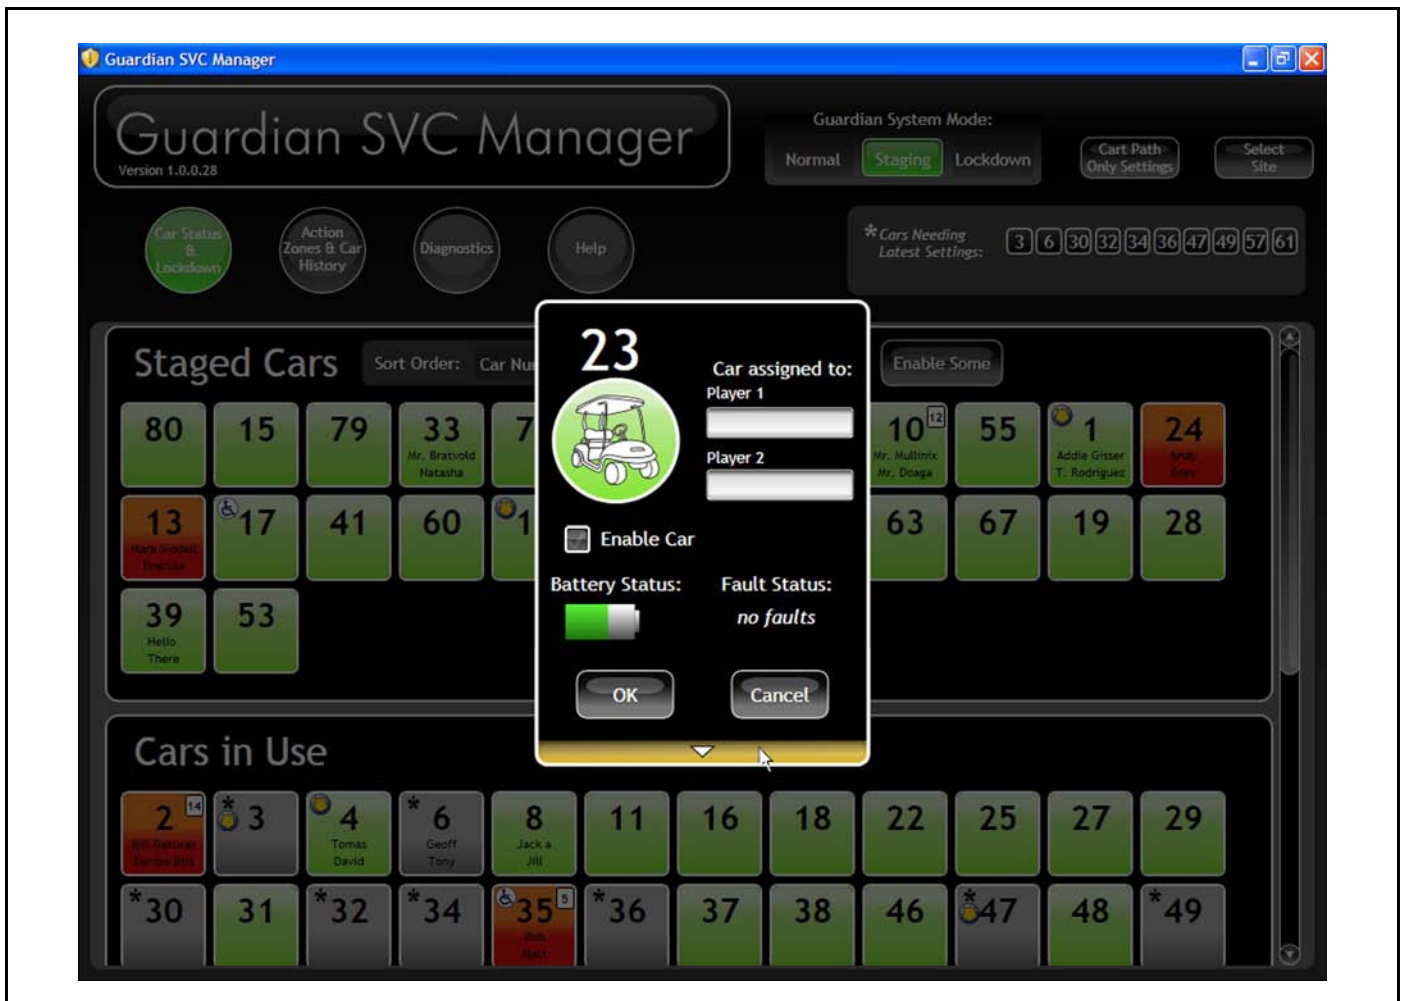 Guardian SVC Manager
Guardian SVC Manager
Version 1.0.0.28
Guardian System Mode:
Normal
Staging
Lockdown
Cart Path
Only Settings
Select
Site
Car Status
&
Lockdown
Action
Zones & Car
History
Diagnostics
Help
*Cars Needing
Latest Settings:
3 6 30 32 34 36 47 49 57 61
Staged Cars
Sort Order:
Car Nu
Enable Some
80
15
79
33
Mr. Bratvold
Natasha
7
10
12
Mr. Mullinix
Mr. Doaga
55
1
Addie Gisser
T. Rodriguez
24
Andy
13
Mark Siddall
17
41
60
1
63
67
19
28
39
Hello
There
53
23
Car assigned to:
Player 1
Player 2
Enable Car
Battery Status:
Fault Status:
no faults
OK
Cancel
Cars in Use
2
14
*3
4
Tomas
David
*6
Geoff
Tony
8
Jack a
Jill
11
16
18
22
25
27
29
*30
31
*32
*34
35
5
Rob
Matt
*36
37
38
46
*47
48
*49